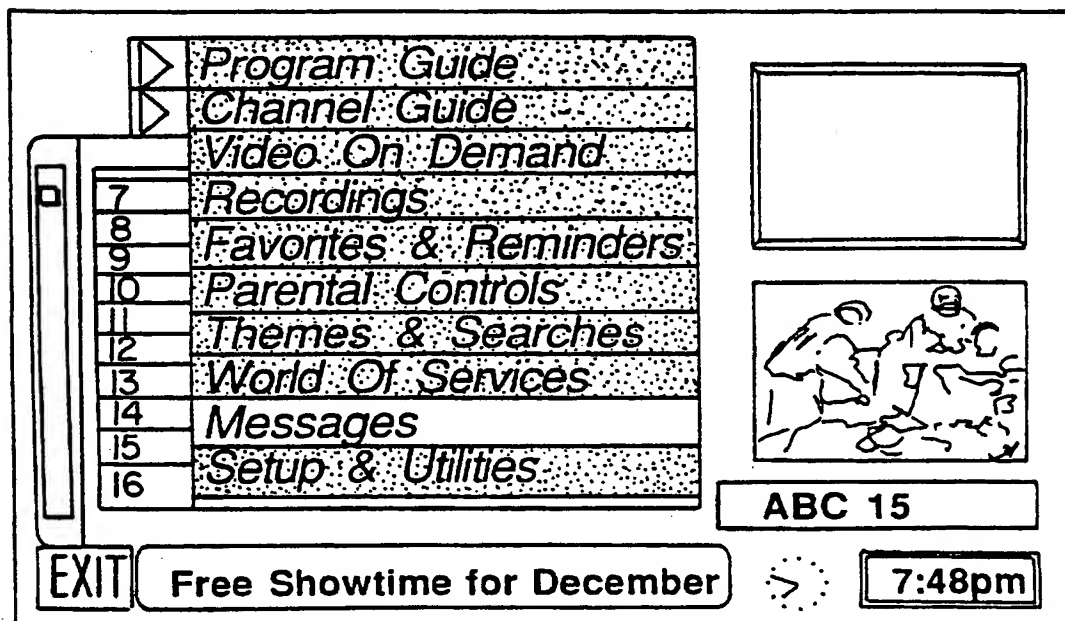 Program Guide
Channel Guide
Video On Demand
7 Recordings
8
9 Favorites & Reminders
10 Parental Controls
11
12 Themes & Searches
13 World Of Services
14 Messages
15
16 Setup & Utilities
ABC 15
EXIT Free Showtime for December 7:48pm